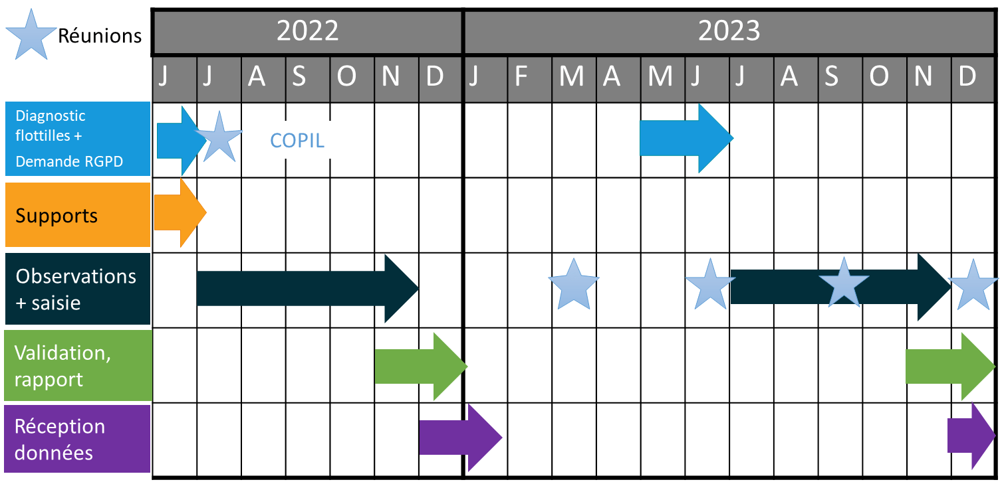 Réunions
2022 2023
J J A S O N D J F M A M J J A S O N D
Diagnostic
flottilles +
Demande RGPD
COPIL
Supports
Observations
+ saisie
Validation,
rapport
Réception
données